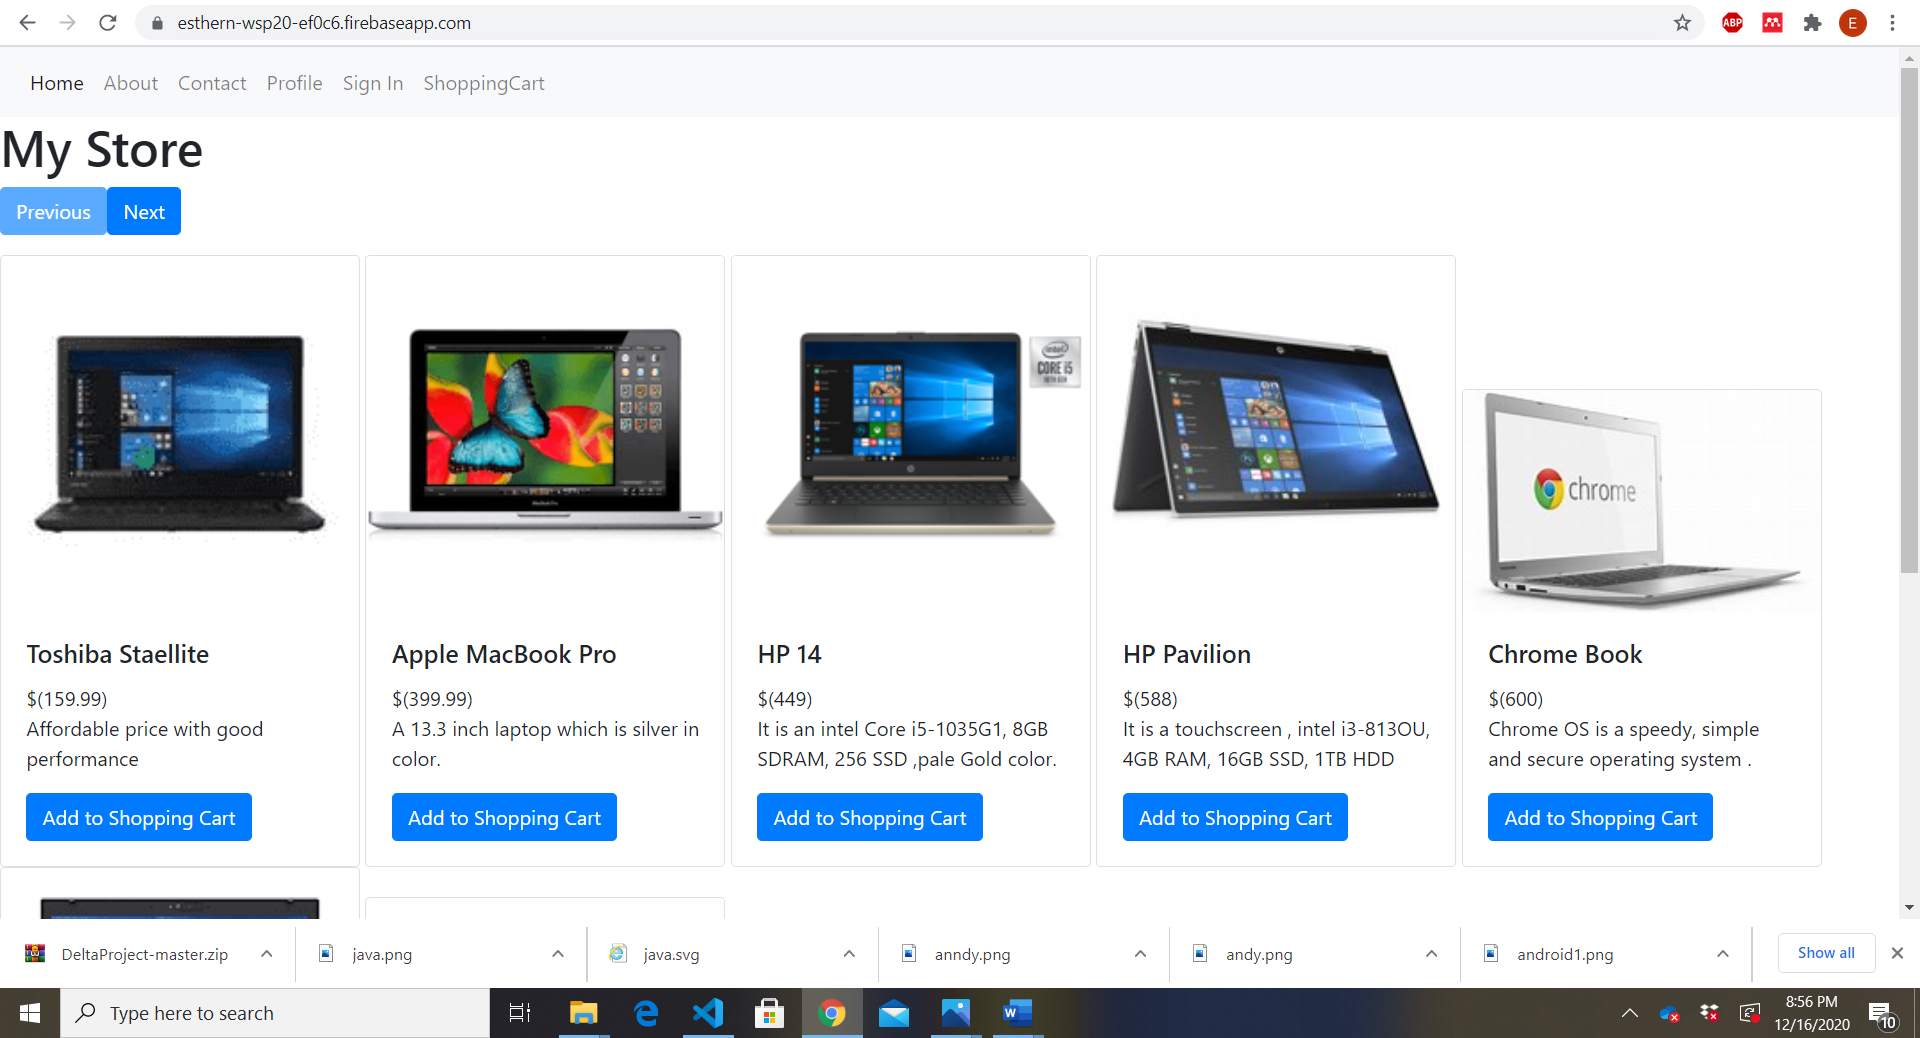 esthern-wsp20-ef0c6.firebaseapp.com
ABP
E
Home About Contact Profile Sign In ShoppingCart
My Store
Previous Next
intel
CORE i5
chrome
Toshiba Staellite
$(159.99)
Affordable price with good
performance
Add to Shopping Cart
Apple MacBook Pro
$(399.99)
A 13.3 inch laptop which is silver in
color.
Add to Shopping Cart
HP 14
$(449)
It is an intel Core i5-1035G1, 8GB
SDRAM, 256 SSD ,pale Gold color.
Add to Shopping Cart
HP Pavilion
$(588)
It is a touchscreen , intel i3-813OU,
4GB RAM, 16GB SSD, 1TB HDD
Add to Shopping Cart
Chrome Book
$(600)
Chrome OS is a speedy, simple
and secure operating system .
Add to Shopping Cart
DeltaProject-master.zip java.png java.svg anndy.png andy.png android1.png Show all
Type here to search
8:56 PM
12/16/2020
10